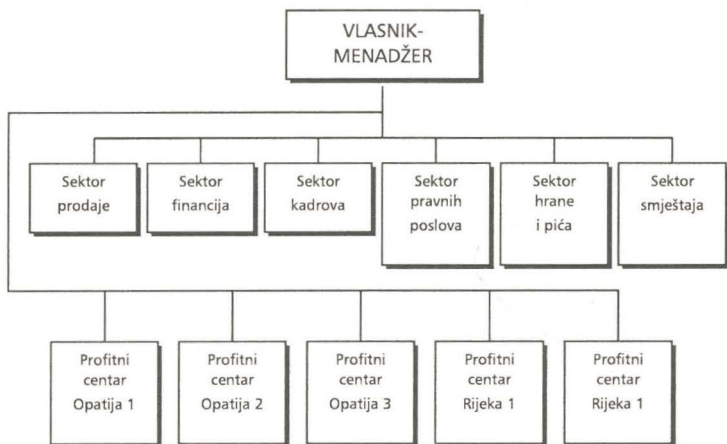 VLASNIK-
MENADŽER
Sektor
prodaje
Sektor
financija
Sektor
kadrova
Sektor
pravnih
poslova
Sektor
hrane
i pića
Sektor
smještaja
Profitni
centar
Opatija 1
Profitni
centar
Opatija 2
Profitni
centar
Opatija 3
Profitni
centar
Rijeka 1
Profitni
centar
Rijeka 1